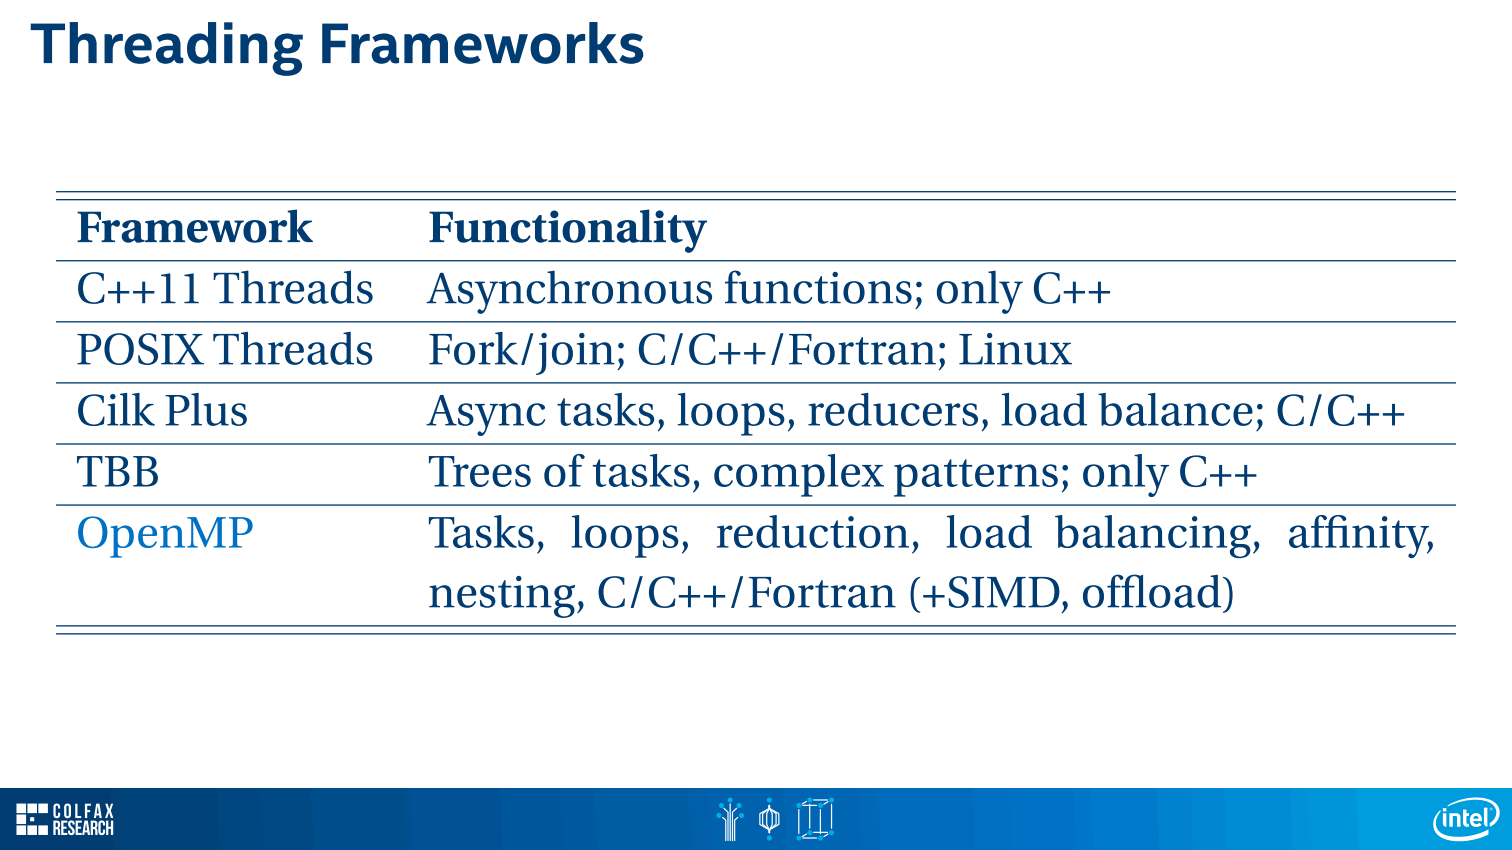 Threading Frameworks
Framework Functionality
C++11 Threads Asynchronous functions; only C++
POSIX Threads Fork/join; C/C++/Fortran; Linux
Cilk Plus Async tasks, loops, reducers, load balance; C/C++
TBB Trees of tasks, complex patterns; only C++
OpenMP Tasks, loops, reduction, load balancing, affinity,
nesting, C/C++/Fortran (+SIMD, offload)
COLFAX
RESEARCH
intel